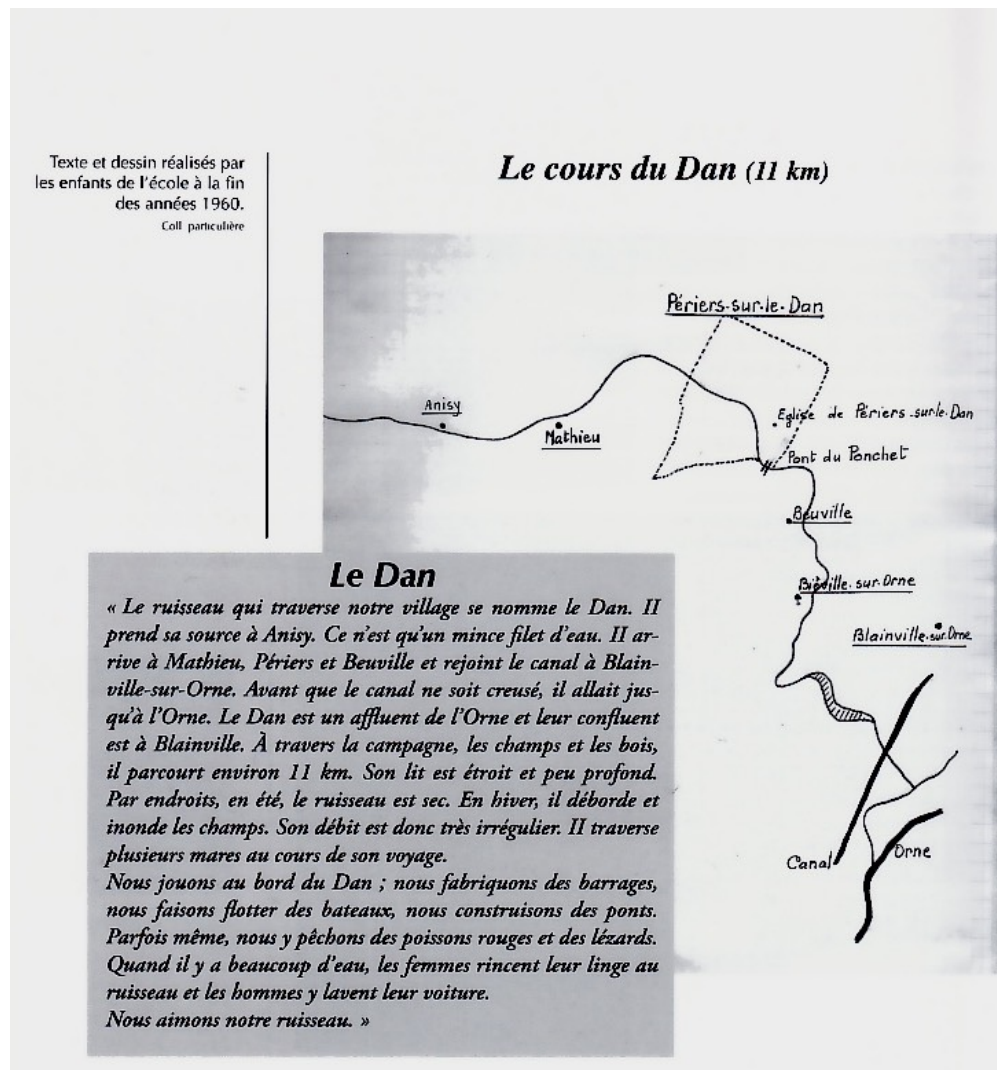 Texte et dessin réalisés par
les enfants de l'école à la fin
des années 1960.
Coll particulière
Le cours du Dan (11 km)
Périers-sur-le-Dan
Anisy
Mathieu
Eglise de Périers-sur-le-Dan
Pont du Ponchet
Beuville
Biéville-sur-Orne
Blainville-sur-Orne
Canal
Orne
Le Dan
« Le ruisseau qui traverse notre village se nomme le Dan. II
prend sa source à Anisy. Ce n'est qu'un mince filet d'eau. II ar-
rive à Mathieu, Périers et Beuville et rejoint le canal à Blain-
ville-sur-Orne. Avant que le canal ne soit creusé, il allait jus-
qu'à l'Orne. Le Dan est un affluent de l'Orne et leur confluent
est à Blainville. À travers la campagne, les champs et les bois,
il parcourt environ 11 km. Son lit est étroit et peu profond.
Par endroits, en été, le ruisseau est sec. En hiver, il déborde et
inonde les champs. Son débit est donc très irrégulier. II traverse
plusieurs mares au cours de son voyage.
Nous jouons au bord du Dan ; nous fabriquons des barrages,
nous faisons flotter des bateaux, nous construisons des ponts.
Parfois même, nous y pêchons des poissons rouges et des lézards.
Quand il y a beaucoup d'eau, les femmes rincent leur linge au
ruisseau et les hommes y lavent leur voiture.
Nous aimons notre ruisseau. »